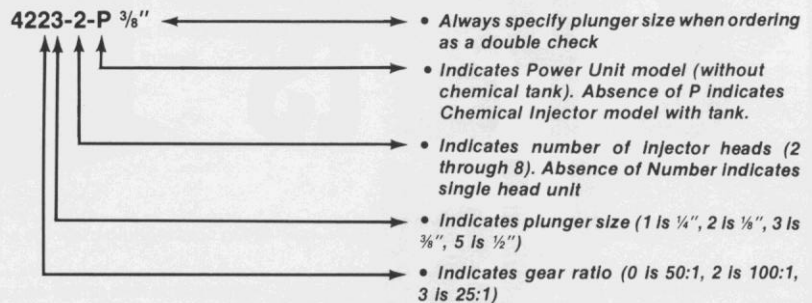 4223-2-P ⅜″
• Always specify plunger size when ordering
as a double check
• Indicates Power Unit model (without
chemical tank). Absence of P indicates
Chemical Injector model with tank.
• Indicates number of injector heads (2
through 8). Absence of Number indicates
single head unit
• Indicates plunger size (1 is ¼″, 2 is ⅛″, 3 is
⅜″, 5 is ½″)
• Indicates gear ratio (0 is 50:1, 2 is 100:1,
3 is 25:1)